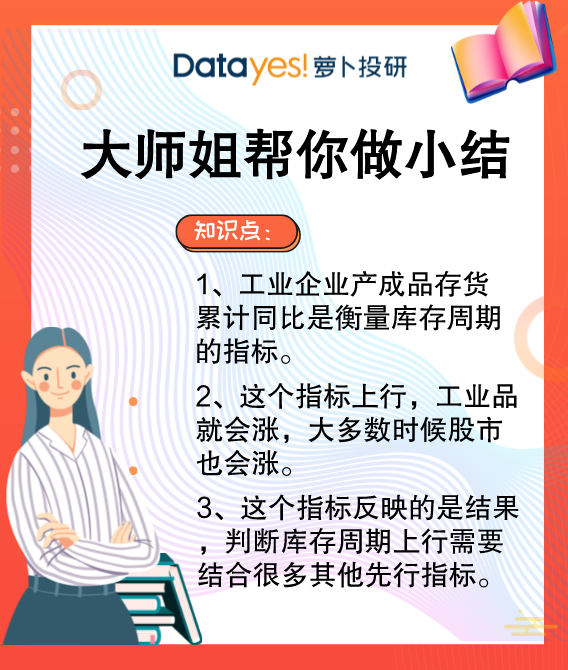 Datayes! 萝卜投研
大师姐帮你做小结
知识点：
1、工业企业产成品存货
累计同比是衡量库存周期
的指标。
2、这个指标上行，工业品
就会涨，大多数时候股市
也会涨。
3、这个指标反映的是结果
，判断库存周期上行需要
结合很多其他先行指标。